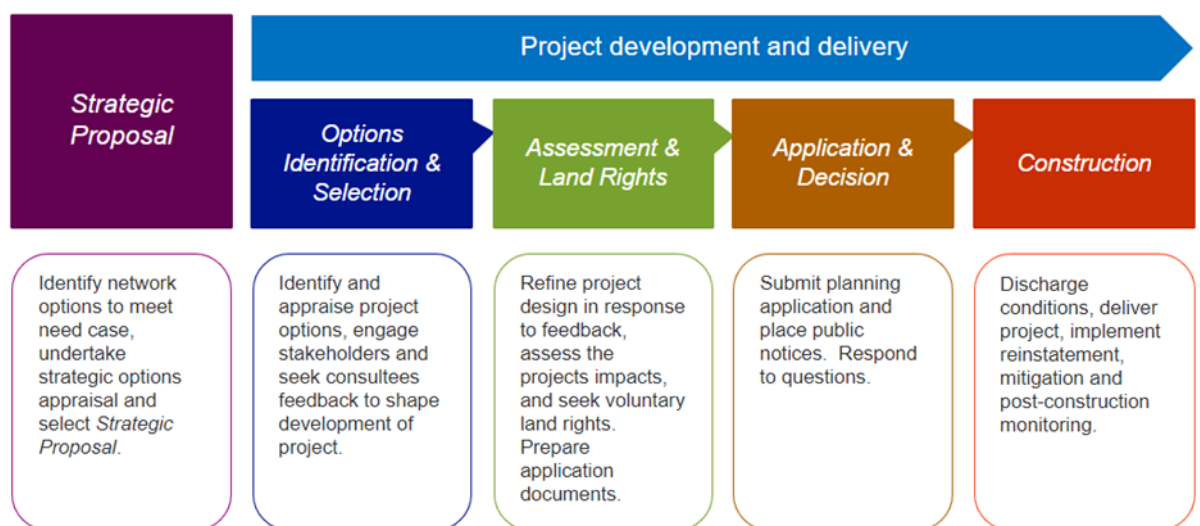 Project development and delivery
Strategic
Proposal
Options
Identification &
Selection
Assessment &
Land Rights
Application &
Decision
Construction
Identify network
options to meet
need case,
undertake
strategic options
appraisal and
select Strategic
Proposal.
Identify and
appraise project
options, engage
stakeholders and
seek consultees
feedback to shape
development of
project.
Refine project
design in response
to feedback,
assess the
projects impacts,
and seek voluntary
land rights.
Prepare
application
documents.
Submit planning
application and
place public
notices.  Respond
to questions.
Discharge
conditions, deliver
project, implement
reinstatement,
mitigation and
post-construction
monitoring.